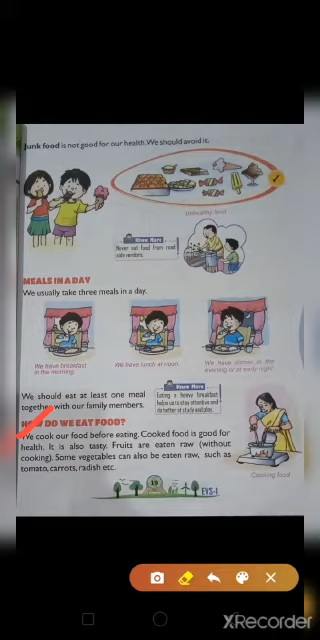 Junk food is not good for our health. We should avoid it.
Unhealthy food
Know More
Never eat food from road
side vendors.
MEALS IN A DAY
We usually take three meals in a day.
We have breakfast
in the morning.
We have lunch at noon.
We have dinner in the
evening or at early night.
We should eat at least one meal
together with our family members.
Know More
Eating a heavy breakfast
helps us to stay attentive and
do better at study and play.
HOW DO WE EAT FOOD?
We cook our food before eating. Cooked food is good for
health. It is also tasty. Fruits are eaten raw (without
cooking). Some vegetables can also be eaten raw, such as
tomato, carrots, radish etc.
Cooking food
19
EVS-1
XRecorder